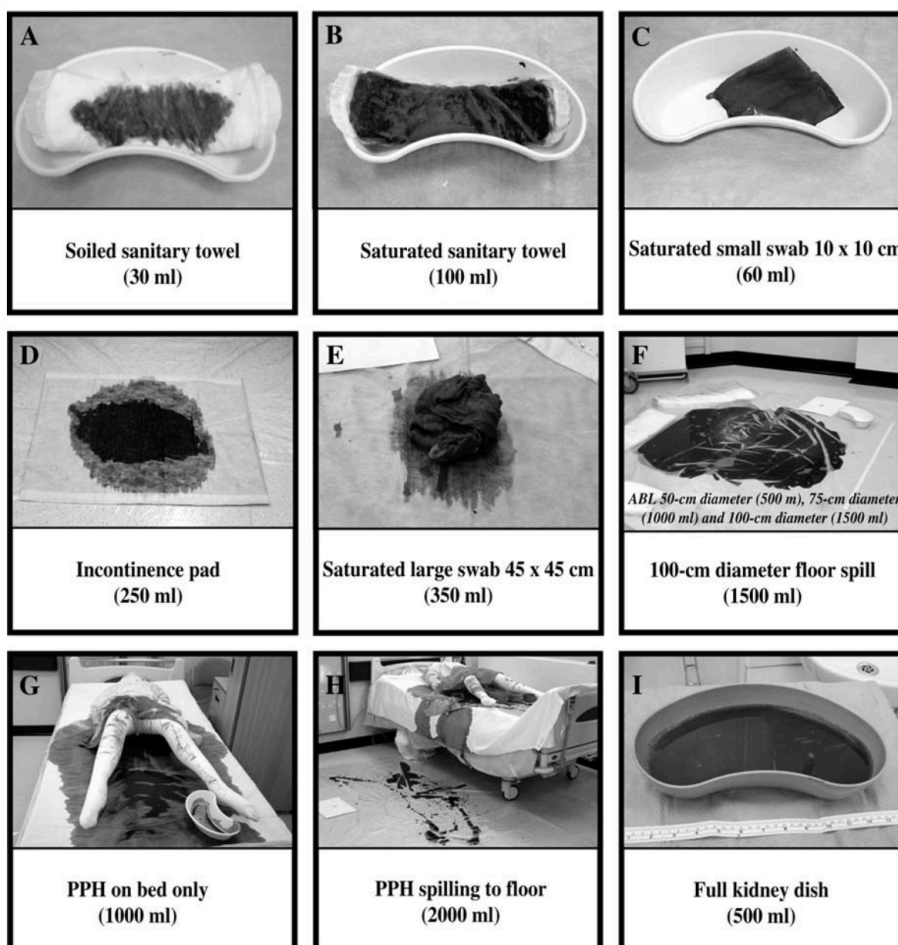 A
B
C
Soiled sanitary towel
(30 ml)
Saturated sanitary towel
(100 ml)
Saturated small swab 10 x 10 cm
(60 ml)
D
E
F
ABL 50-cm diameter (500 m), 75-cm diameter
(1000 ml) and 100-cm diameter (1500 ml)
Incontinence pad
(250 ml)
Saturated large swab 45 x 45 cm
(350 ml)
100-cm diameter floor spill
(1500 ml)
G
H
I
PPH on bed only
(1000 ml)
PPH spilling to floor
(2000 ml)
Full kidney dish
(500 ml)